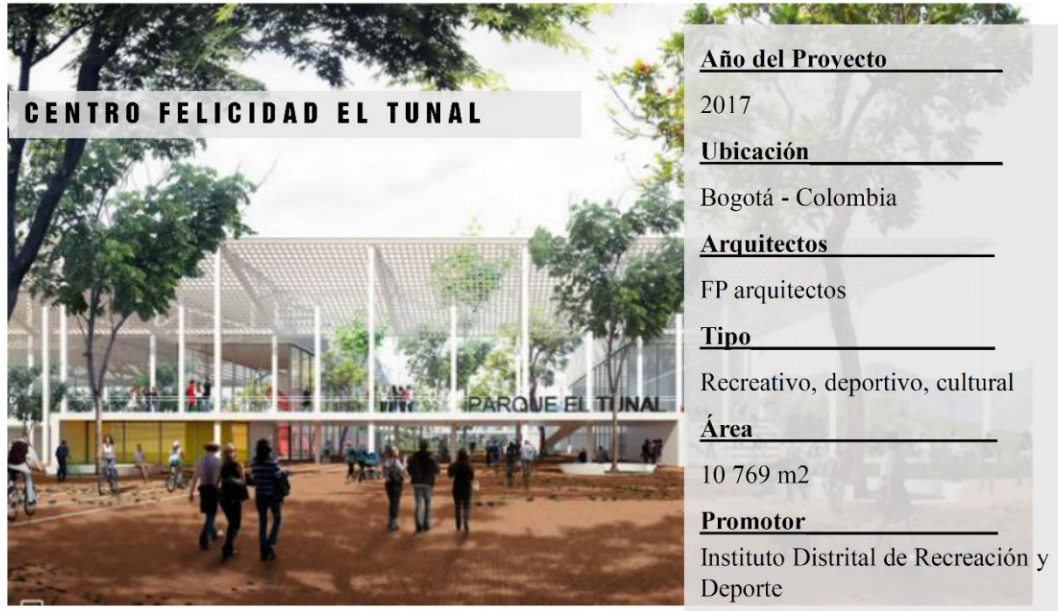 CENTRO FELICIDAD EL TUNAL
PARQUE EL TUNAL
Año del Proyecto
2017
Ubicación
Bogotá - Colombia
Arquitectos
FP arquitectos
Tipo
Recreativo, deportivo, cultural
Área
10 769 m2
Promotor
Instituto Distrital de Recreación y
Deporte